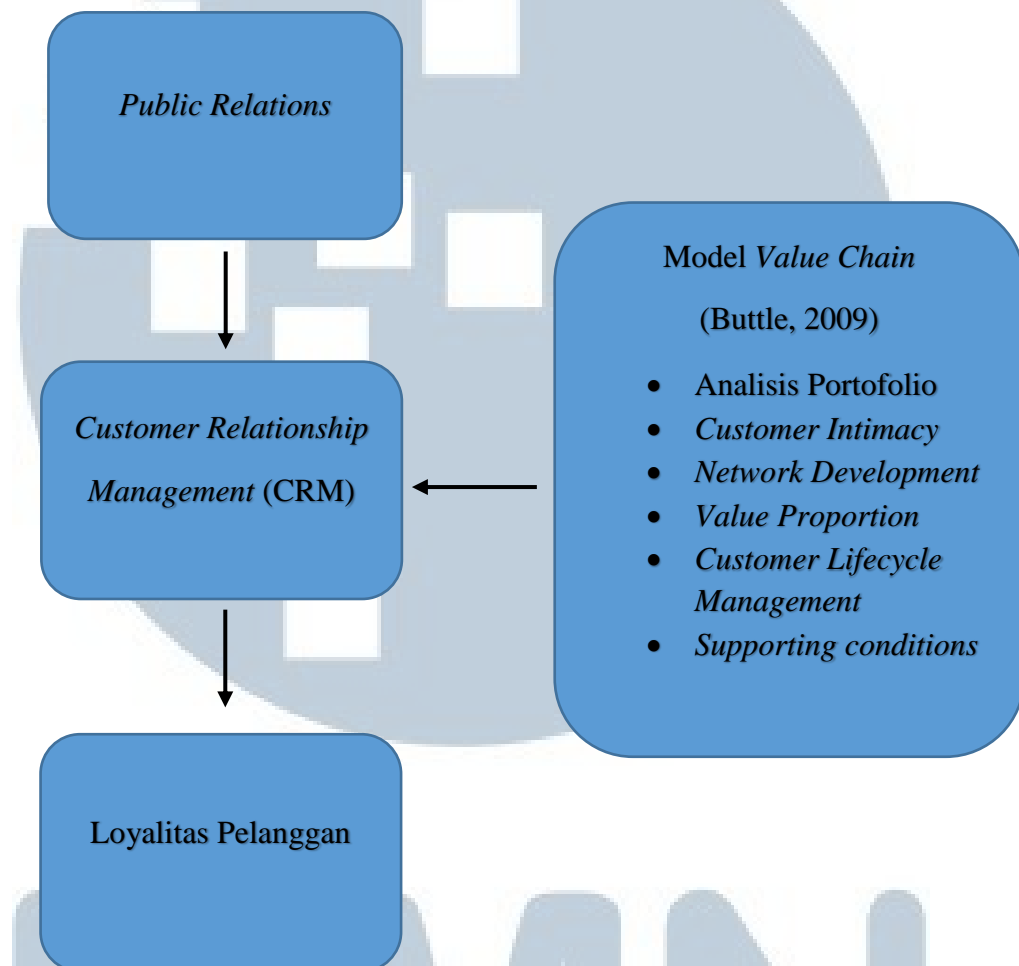 Public Relations
Customer Relationship
Management (CRM)
Loyalitas Pelanggan
Model Value Chain
(Buttle, 2009)
• Analisis Portofolio
• Customer Intimacy
• Network Development
• Value Proportion
• Customer Lifecycle
Management
• Supporting conditions